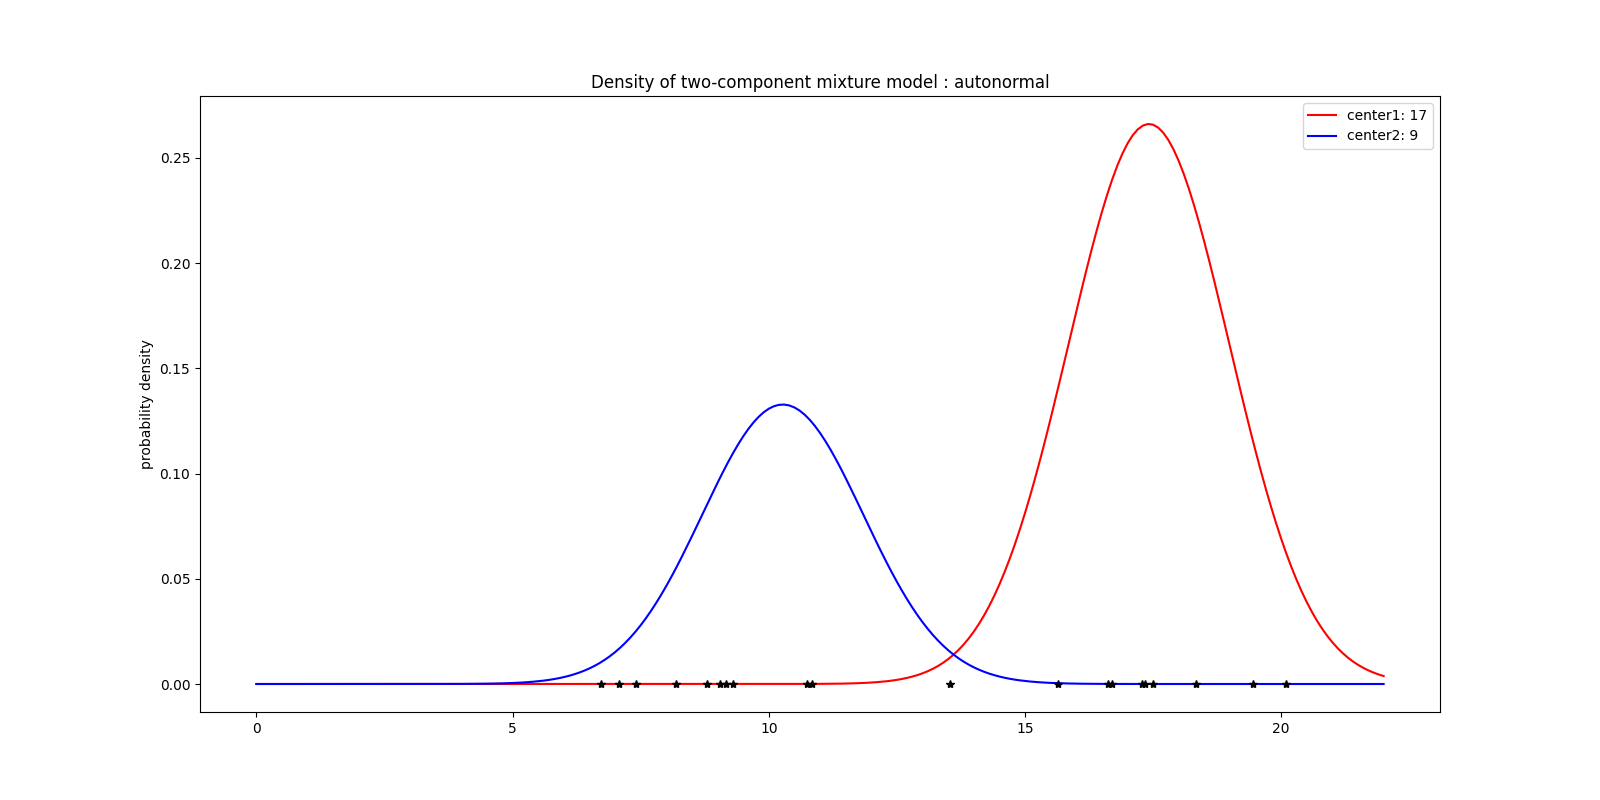 Density of two-component mixture model : autonormal
center1: 17
center2: 9
probability density
0.25
0.20
0.15
0.10
0.05
0.00
0
5
10
15
20